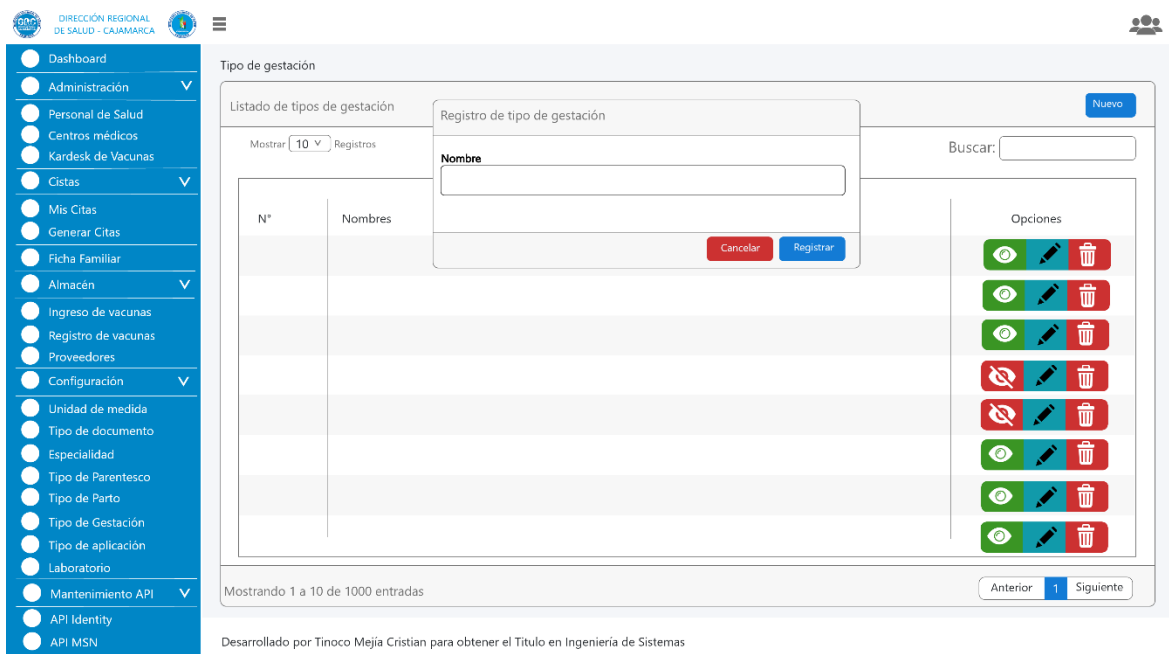 DIRECCIÓN REGIONAL
DE SALUD - CAJAMARCA
Dashboard
Administración
Personal de Salud
Centros médicos
Kardesk de Vacunas
Cistas
Mis Citas
Generar Citas
Ficha Familiar
Almacén
Ingreso de vacunas
Registro de vacunas
Proveedores
Configuración
Unidad de medida
Tipo de documento
Especialidad
Tipo de Parentesco
Tipo de Parto
Tipo de Gestación
Tipo de aplicación
Laboratorio
Mantenimiento API
API Identity
API MSN
Tipo de gestación
Listado de tipos de gestación
Nuevo
Mostrar 10 Registros
Buscar:
Registro de tipo de gestación
Nombre
Cancelar Registrar
N° Nombres Opciones
Mostrando 1 a 10 de 1000 entradas
Anterior 1 Siguiente
Desarrollado por Tinoco Mejía Cristian para obtener el Titulo en Ingeniería de Sistemas